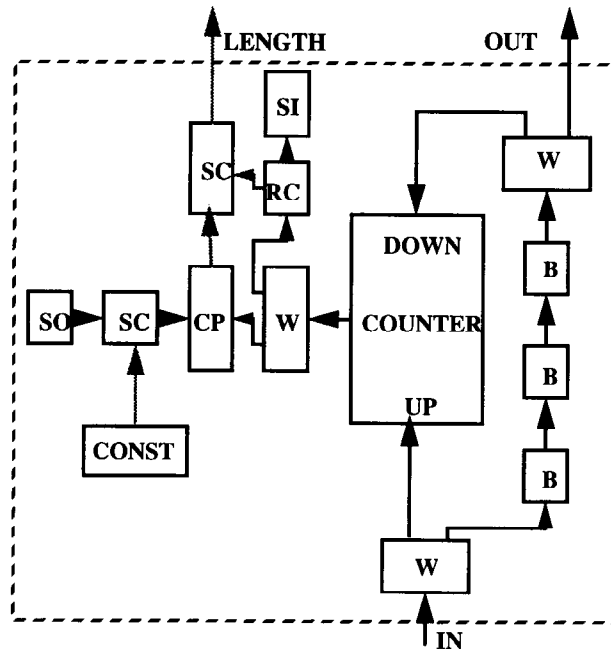 LENGTH OUT
SI
SC RC W
DOWN
B
SO SC CP W COUNTER
B
UP
CONST
B
W
IN